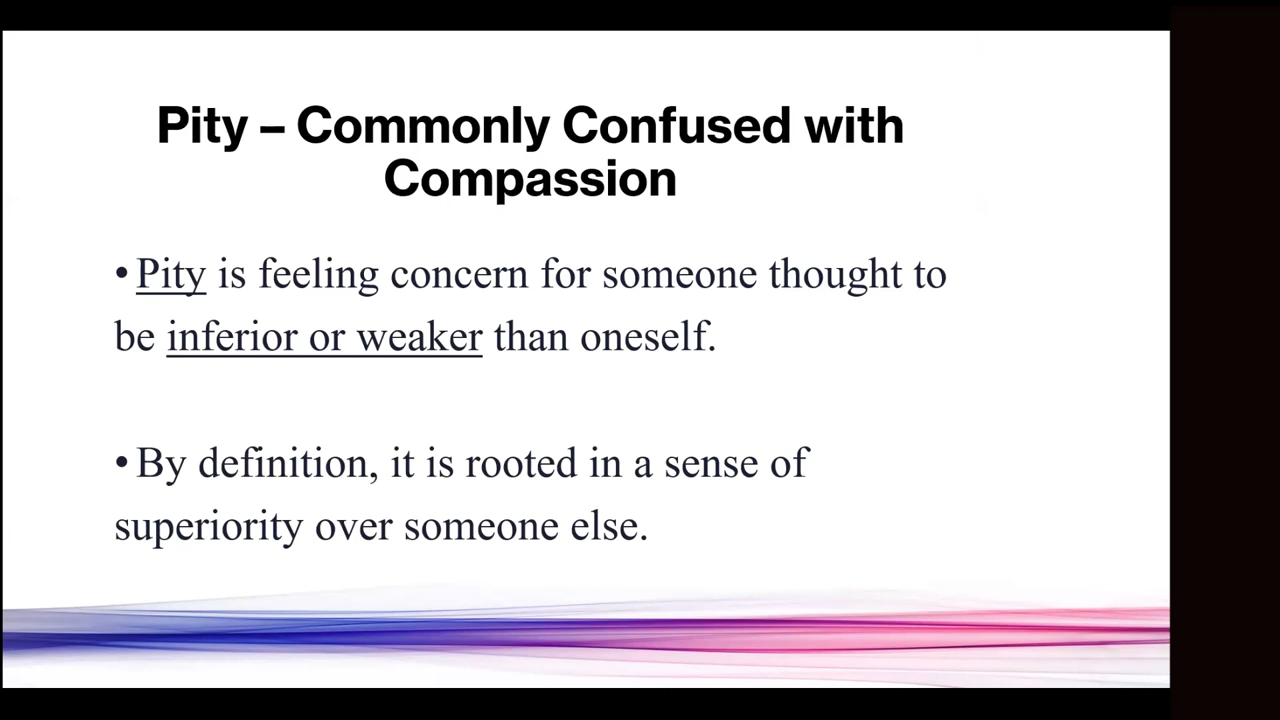 Pity – Commonly Confused with
Compassion
•Pity is feeling concern for someone thought to
be inferior or weaker than oneself.
•By definition, it is rooted in a sense of
superiority over someone else.